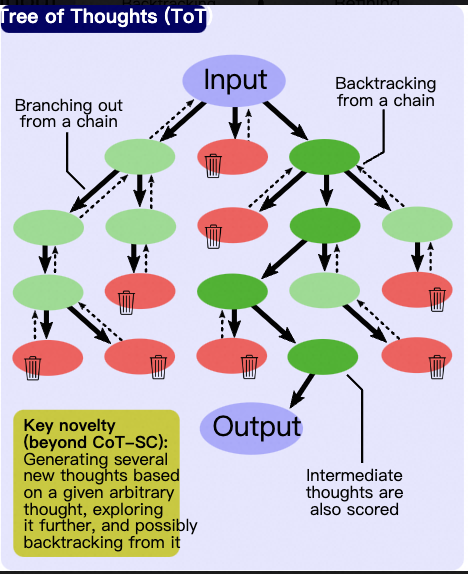 Backtracking
Refining
Tree of Thoughts (ToT)
Input
Branching out
from a chain
Backtracking
from a chain
Output
Key novelty
(beyond CoT-SC):
Generating several
new thoughts based
on a given arbitrary
thought, exploring
it further, and possibly
backtracking from it
Intermediate
thoughts are
also scored